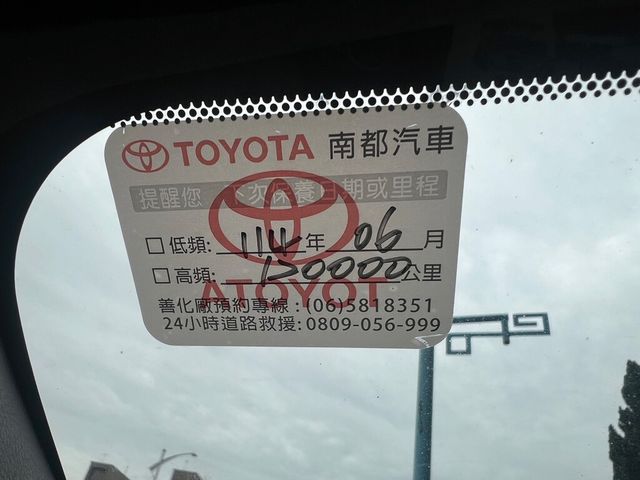 TOYOTA 南都汽車
提醒您 下次保養日期或里程
□ 低頻: 114 年 06 月
□ 高頻: 120000 公里
TOYOTA
善化廠預約專線：(06)5818351
24小時道路救援：0809-056-999